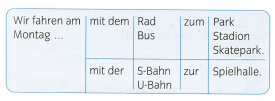 Wir fahren am mit dem Rad zum Park
Montag ... Bus Stadion
Skatepark.
mit der S-Bahn zur Spielhalle.
U-Bahn